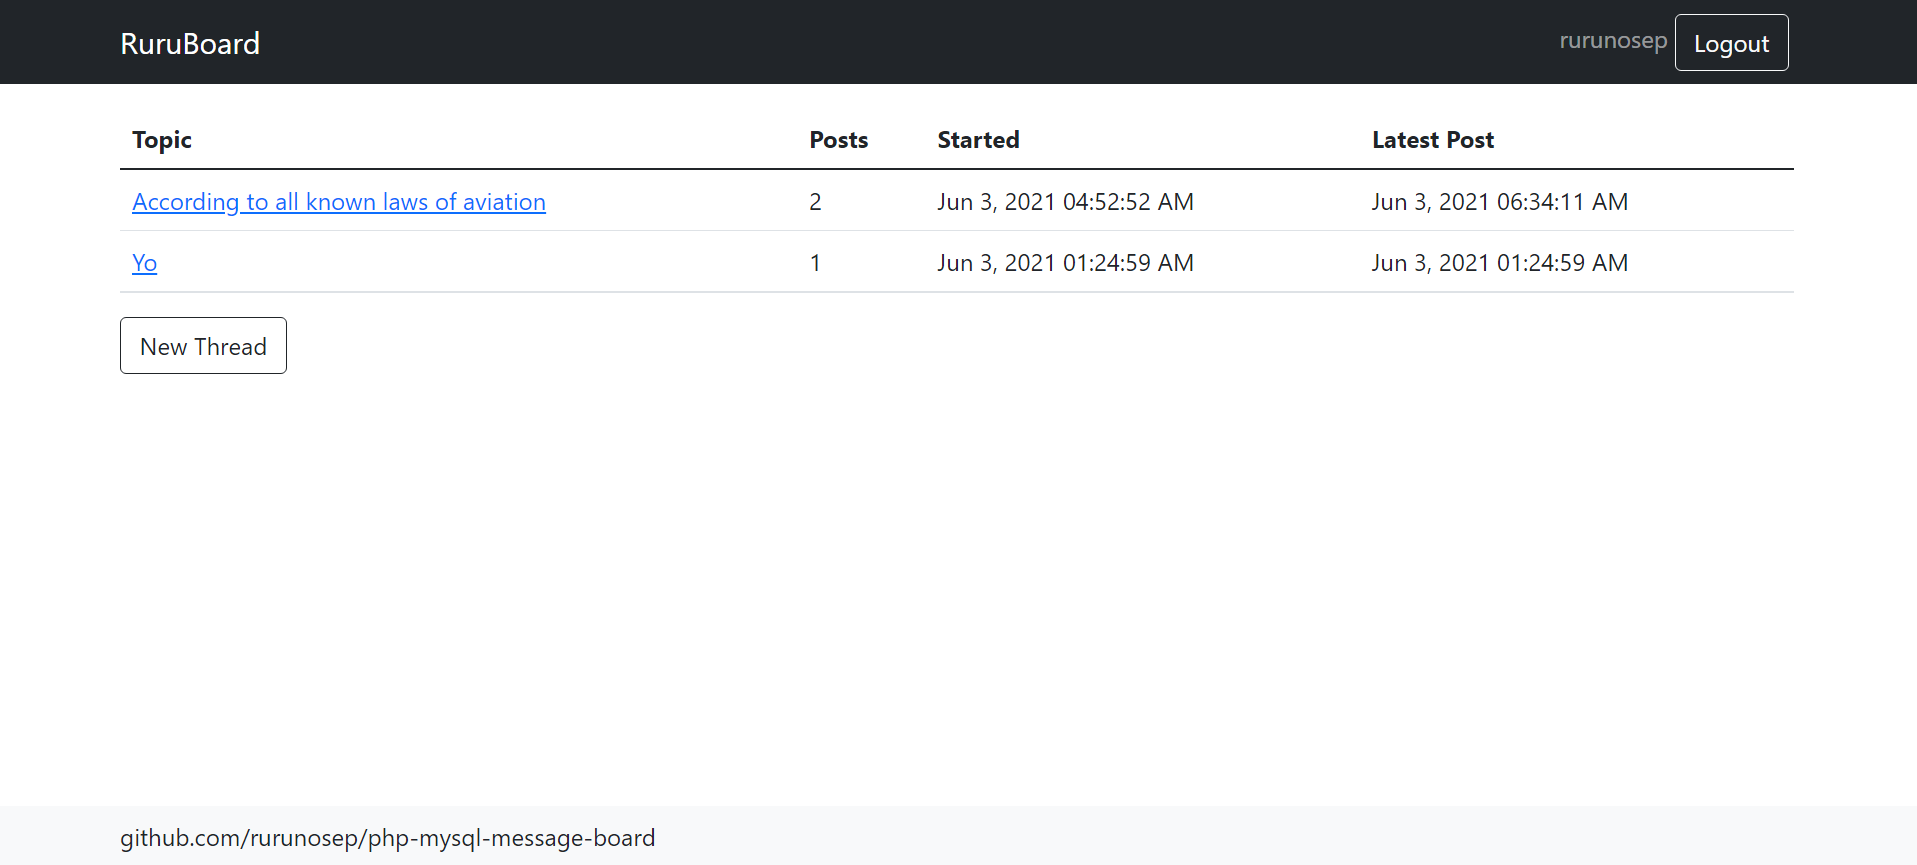 RuruBoard rurunosep Logout
Topic Posts Started Latest Post
According to all known laws of aviation 2 Jun 3, 2021 04:52:52 AM Jun 3, 2021 06:34:11 AM
Yo 1 Jun 3, 2021 01:24:59 AM Jun 3, 2021 01:24:59 AM
New Thread
github.com/rurunosep/php-mysql-message-board